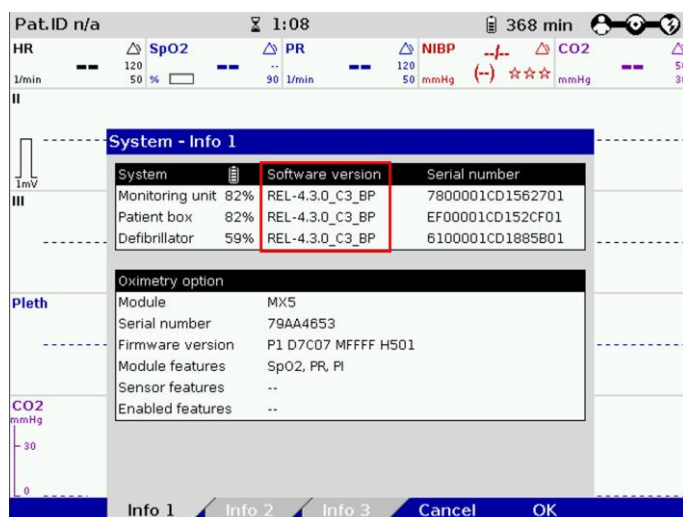 Pat.ID n/a 1:08 368 min
HR SpO2 PR NIBP --/-- CO2
-- 120 -- -- -- 120 (--) ☆☆☆ -- 
1/min 50 % 90 1/min 50 mmHg mmHg
II
1mV
III
Pleth
CO2
mmHg
30
0
System - Info 1
System Software version Serial number
Monitoring unit 82% REL-4.3.0_C3_BP 7800001CD1562701
Patient box 82% REL-4.3.0_C3_BP EF00001CD152CF01
Defibrillator 59% REL-4.3.0_C3_BP 6100001CD1885B01
Oximetry option
Module MX5
Serial number 79AA4653
Firmware version P1 D7C07 MFFFF H501
Module features SpO2, PR, PI
Sensor features --
Enabled features --
Info 1 Info 2 Info 3 Cancel OK